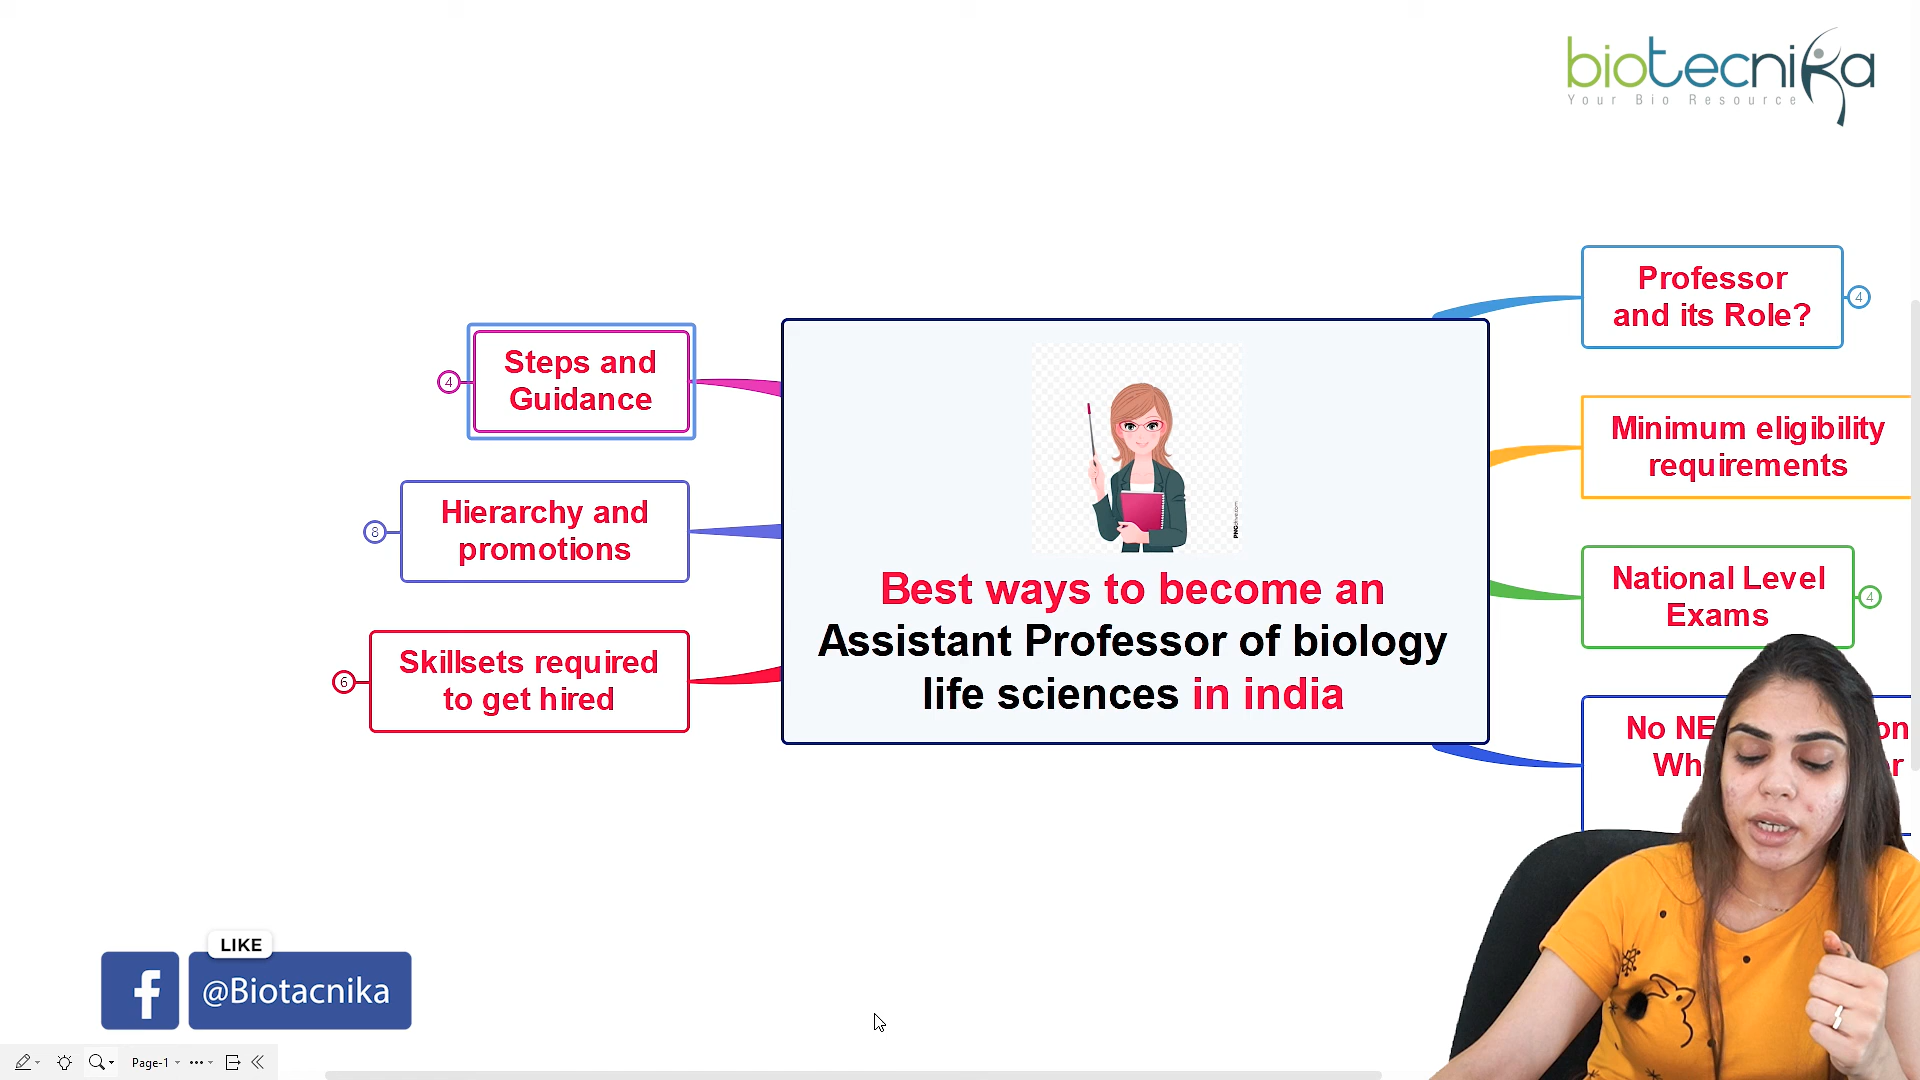 biotecnika
Your Bio Resource
Professor
and its Role?
4
Steps and
Guidance
4
Minimum eligibility
requirements
Hierarchy and
promotions
8
National Level
Exams
4
Skillsets required
to get hired
6
Best ways to become an
Assistant Professor of biology
life sciences in india
PNG
No
LIKE
f
@Biotacnika
Page-1